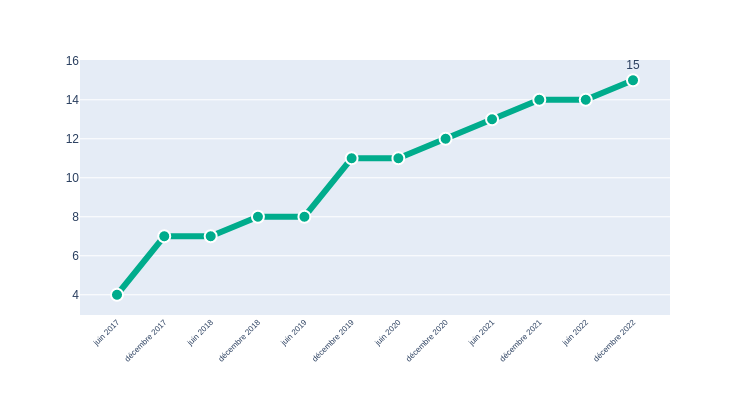 16
15
14
12
10
8
6
4
juin 2017
décembre 2017
juin 2018
décembre 2018
juin 2019
décembre 2019
juin 2020
décembre 2020
juin 2021
décembre 2021
juin 2022
décembre 2022